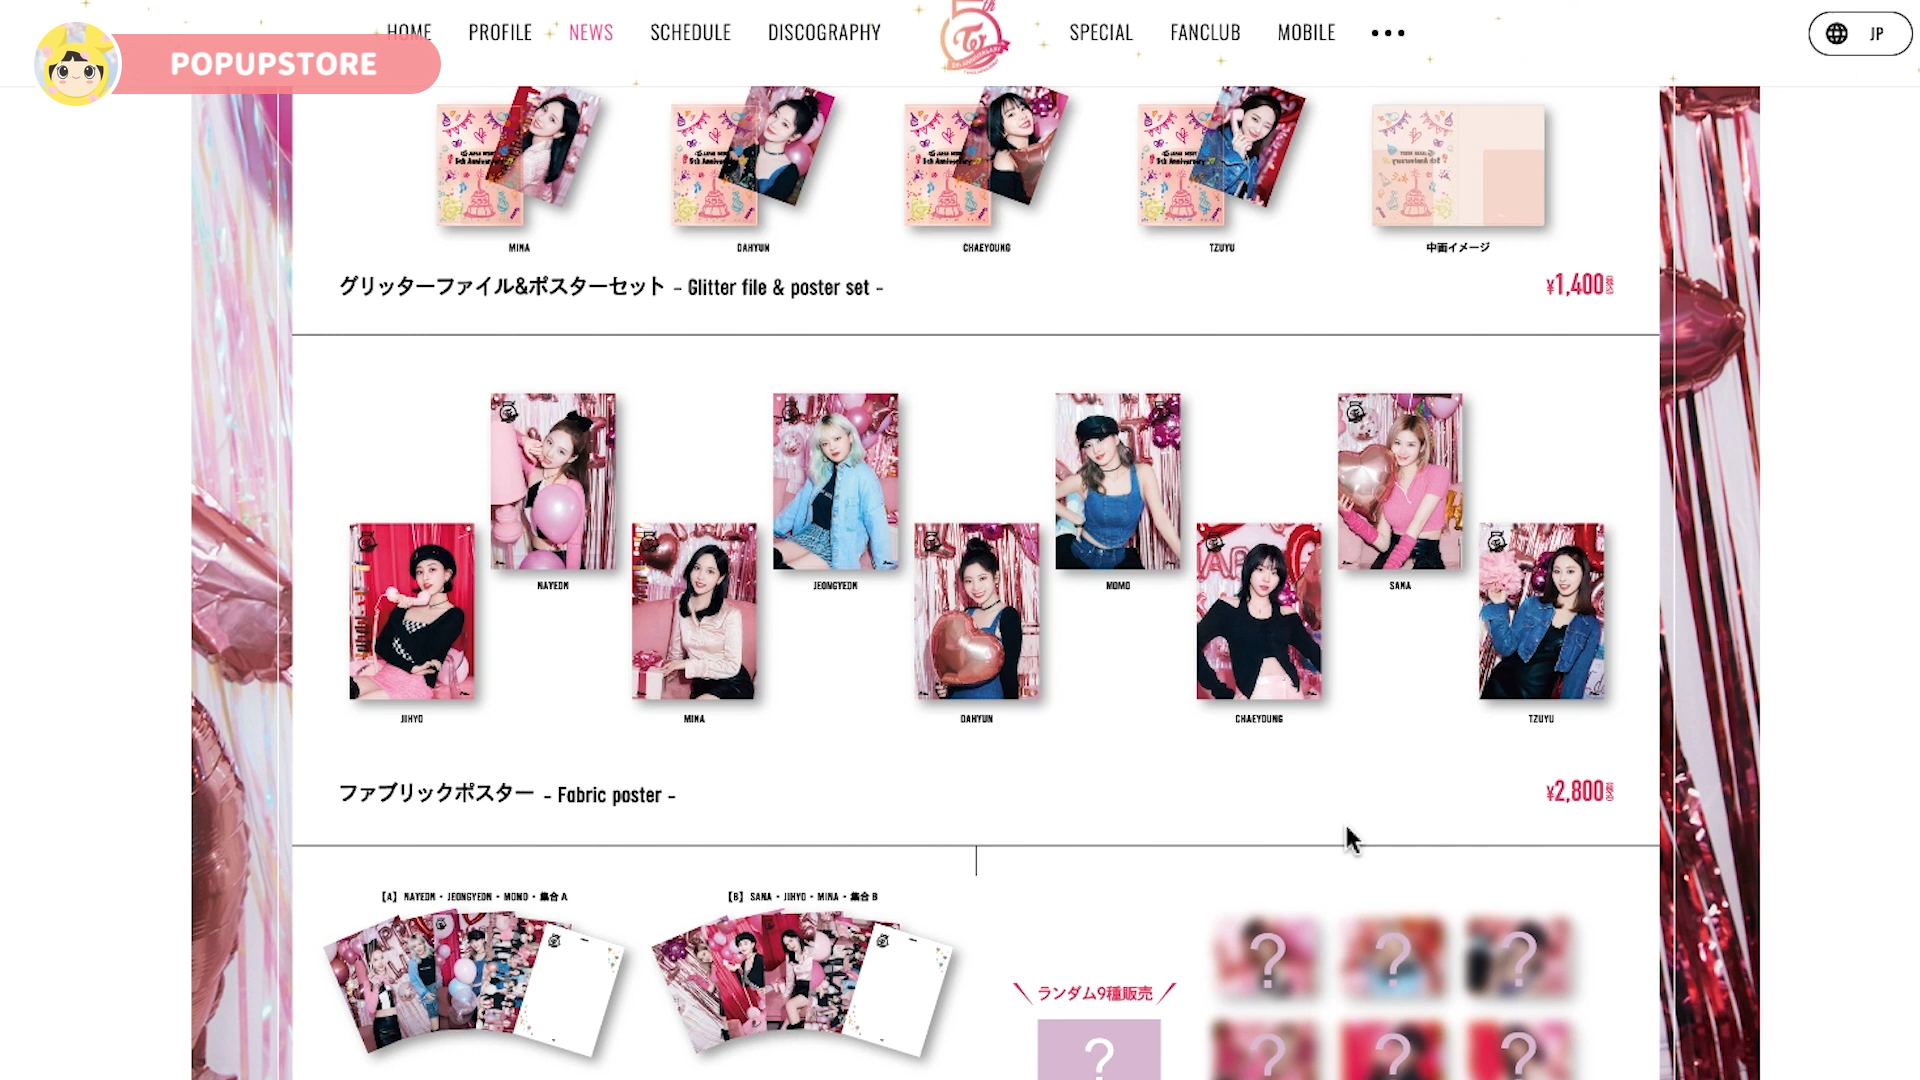 HOME PROFILE NEWS SCHEDULE DISCOGRAPHY SPECIAL FANCLUB MOBILE JP
POPUPSTORE
MINA DAHYUN CHAEYOUNG TZUYU 中面イメージ
グリッターファイル&ポスターセット - Glitter file & poster set - ¥1,400
NAYEON JEONGYEON MOMO SANA
JIHYO MINA DAHYUN CHAEYOUNG TZUYU
ファブリックポスター - Fabric poster - ¥2,800
【A】 NAYEON・JEONGYEON・MOMO・集合A 【B】 SANA・JIHYO・MINA・集合B
? ? ?
ランダム9種販売
? ? ? ?